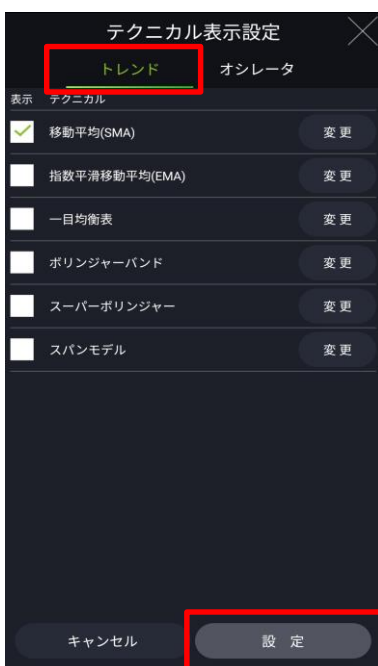 テクニカル表示設定
トレンド オシレータ
表示 テクニカル
移動平均(SMA) 変更
指数平滑移動平均(EMA) 変更
一目均衡表 変更
ボリンジャーバンド 変更
スーパーボリンジャー 変更
スパンモデル 変更
キャンセル 設 定